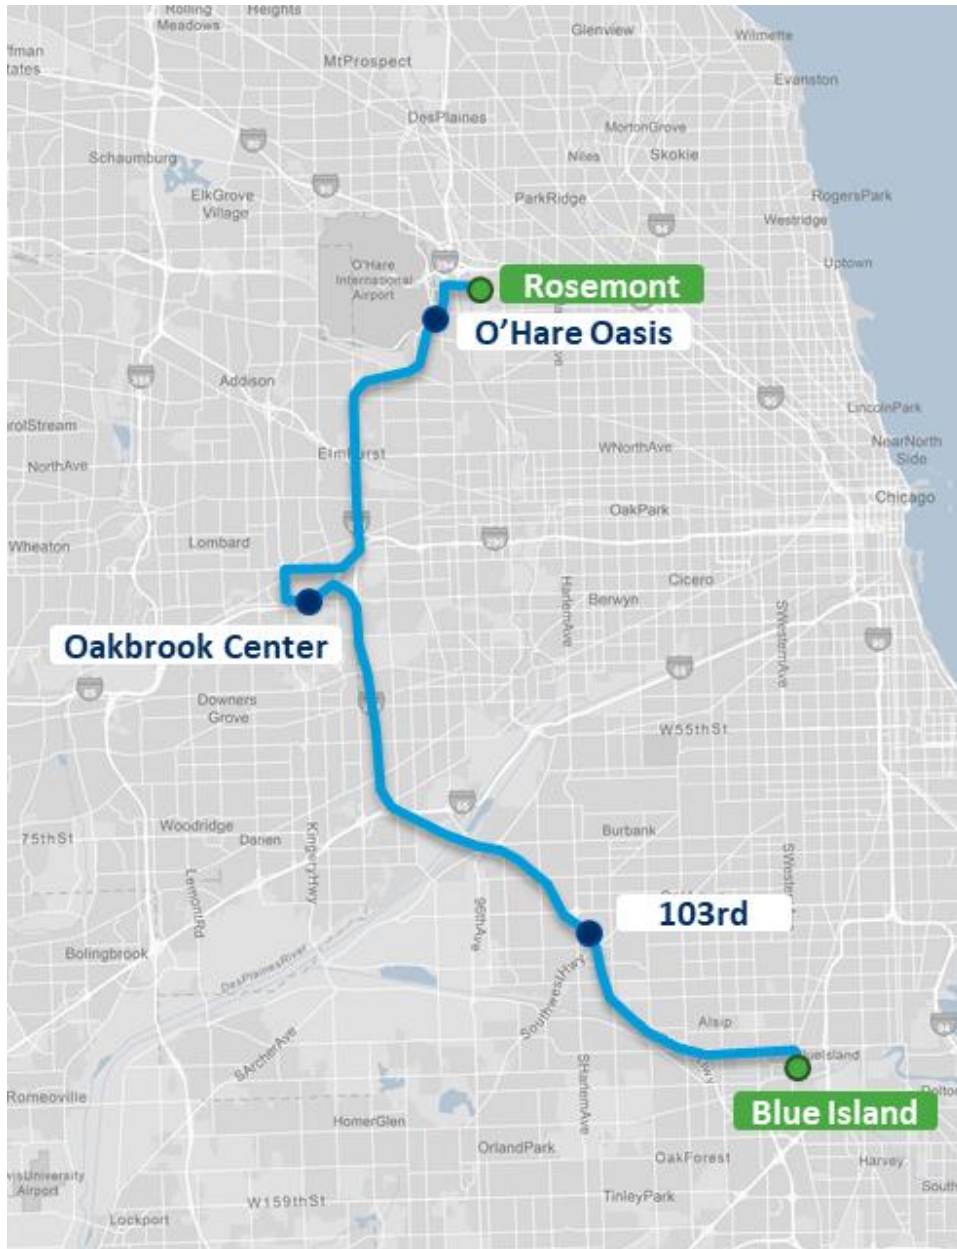 Rolling
Meadows
Heights
Glenview
Wilmette
MtProspect
Evanston
DesPlaines
MortonGrove
Schaumburg
Niles
Skokie
ElkGrove
Village
ParkRidge
RogersPark
Westridge
O'Hare
International
Airport
Uptown
Rosemont
O'Hare Oasis
Addison
LincolnPark
NearNorth
Side
Elmhurst
WNorthAve
NorthAve
Chicago
OakPark
Wheaton
Lombard
Cicero
Berwyn
HarlemAve
SWesternAve
Oakbrook Center
Downers
Grove
W55thSt
75thSt
Woodridge
Darien
KingeryHwy
Burbank
LemontRd
96thAve
103rd
Bolingbrook
DesPlainesRiver
SouthwestHwy
Alsip
SArcherAve
SHarlemAve
Blue Island
Romeoville
HomerGlen
OrlandPark
OakForest
Harvey
Airport
W159thSt
TinleyPark
Lockport